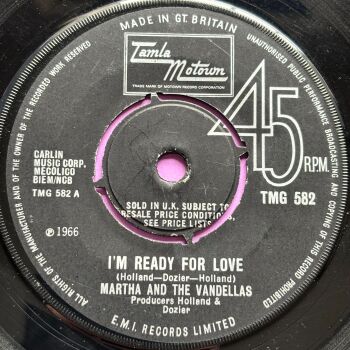 MADE IN GT. BRITAIN
UNAUTHORISED PUBLIC PERFORMANCE BROADCASTING AND COPYING OF THIS RECORD PROHIBITED
ALL RIGHTS OF THE MANUFACTURER AND OF THE OWNER OF THE RECORDED WORK RESERVED
Tamla
Motown
TRADE MARK OF MOTOWN RECORD CORPORATION
45
R.P.M.
CARLIN
MUSIC CORP.
MECOLICO
BIEM/NCB
TMG 582 A
TMG 582
SOLD IN U.K. SUBJECT TO
RESALE PRICE CONDITIONS,
SEE PRICE LISTS
℗ 1966
I'M READY FOR LOVE
(Holland—Dozier—Holland)
MARTHA AND THE VANDELLAS
Producers Holland &
Dozier
E.M.I. RECORDS LIMITED